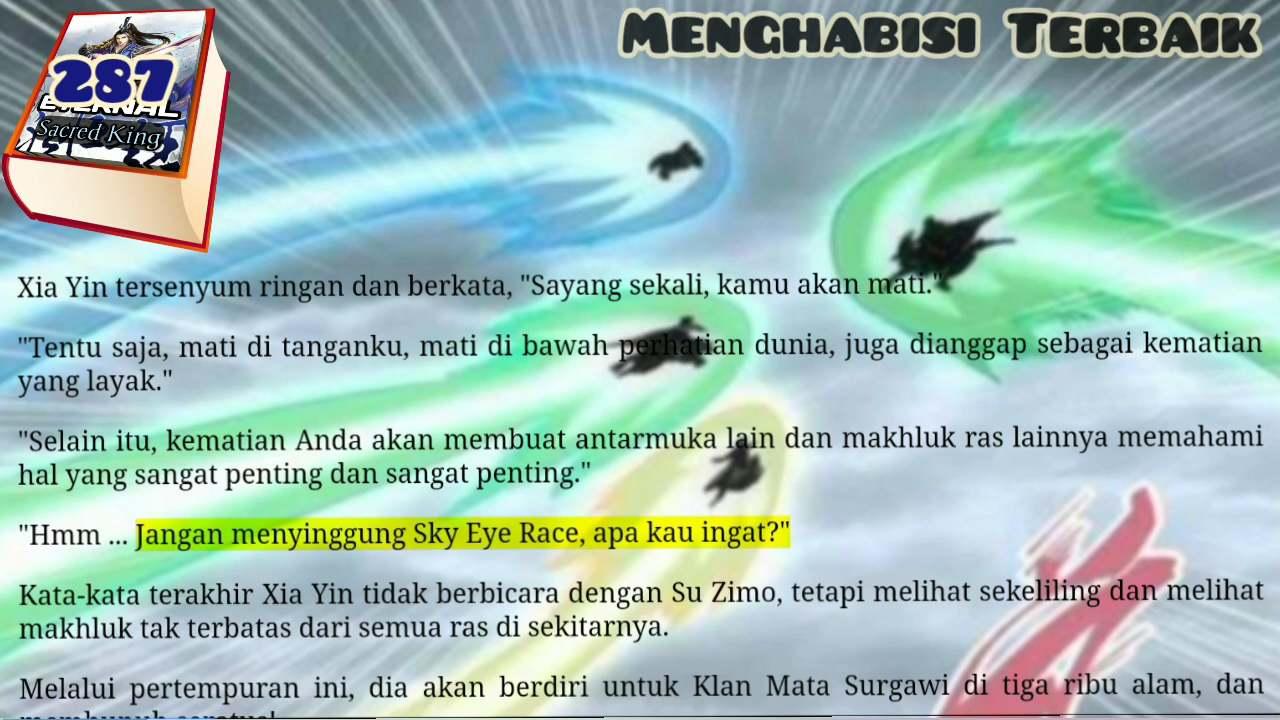 MENGHABISI TERBAIK
287
ETERNAL
Sacred King
Xia Yin tersenyum ringan dan berkata, "Sayang sekali, kamu akan mati."
"Tentu saja, mati di tanganku, mati di bawah perhatian dunia, juga dianggap sebagai kematian
yang layak."
"Selain itu, kematian Anda akan membuat antarmuka lain dan makhluk ras lainnya memahami
hal yang sangat penting dan sangat penting."
"Hmm ... Jangan menyinggung Sky Eye Race, apa kau ingat?"
Kata-kata terakhir Xia Yin tidak berbicara dengan Su Zimo, tetapi melihat sekeliling dan melihat
makhluk tak terbatas dari semua ras di sekitarnya.
Melalui pertempuran ini, dia akan berdiri untuk Klan Mata Surgawi di tiga ribu alam, dan